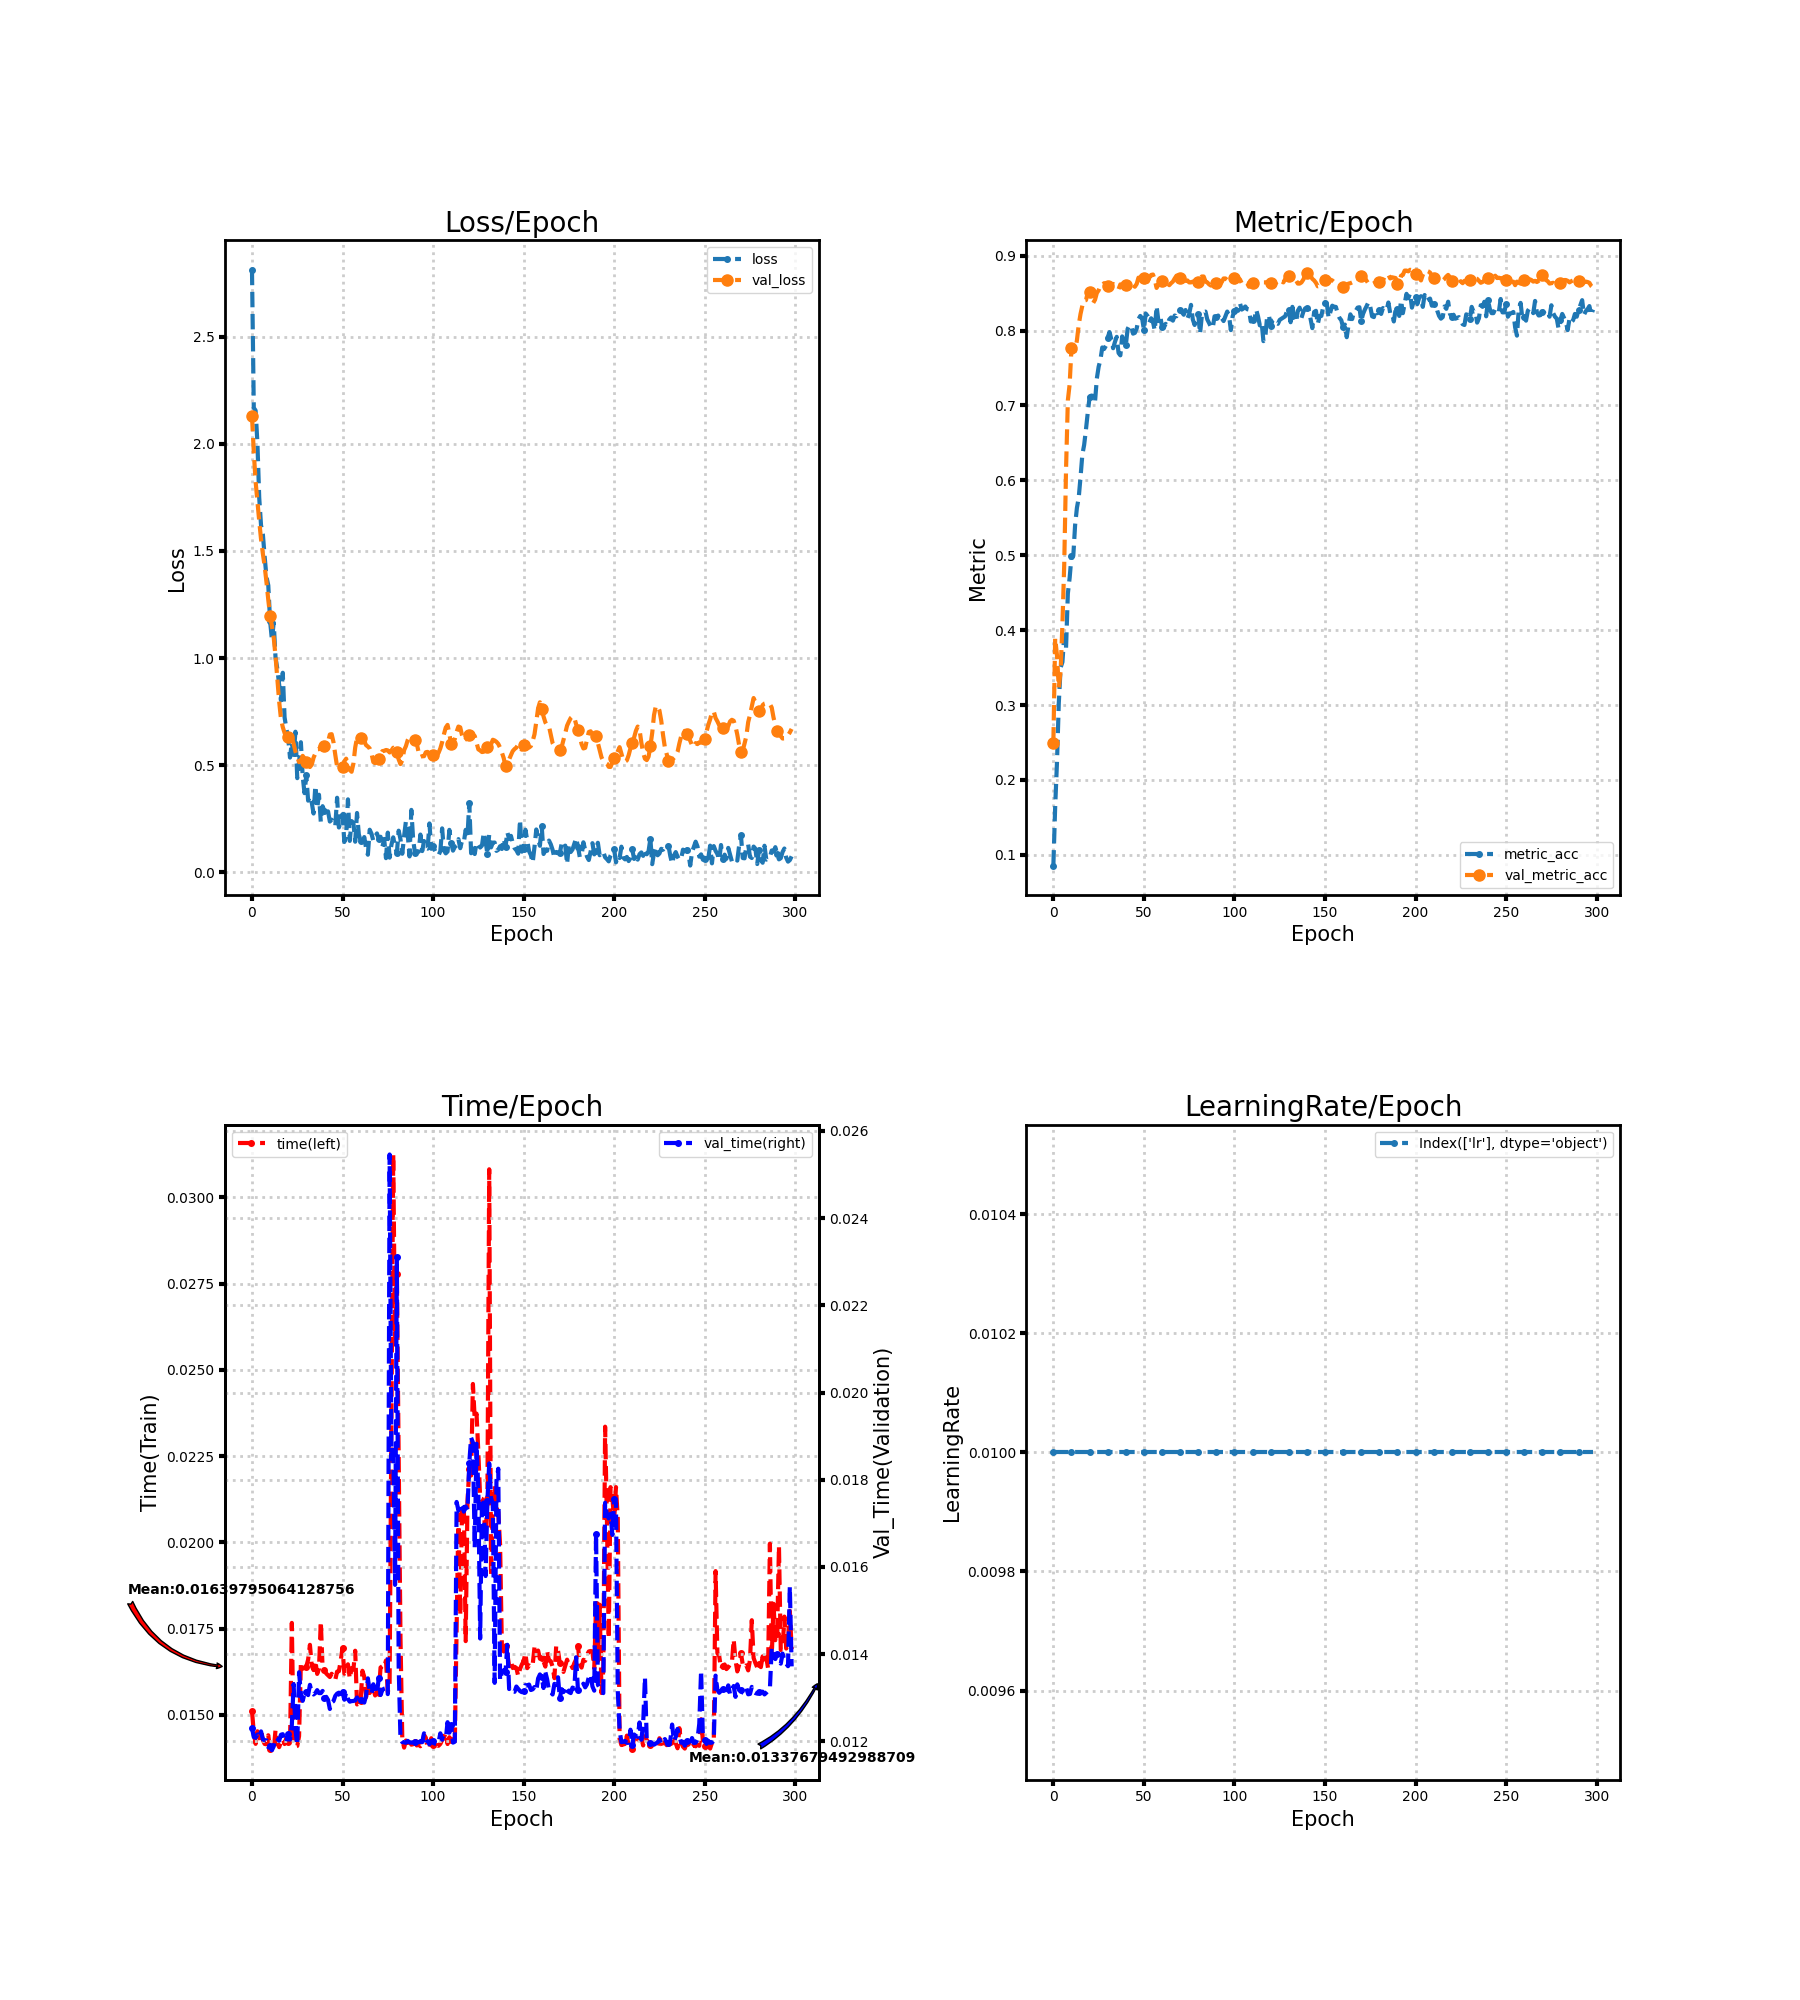 Loss/Epoch
loss
val_loss
2.5
2.0
1.5
1.0
0.5
0.0
Loss
0 50 100 150 200 250 300
Epoch
Metric/Epoch
0.9
0.8
0.7
0.6
0.5
0.4
0.3
0.2
0.1
Metric
metric_acc
val_metric_acc
0 50 100 150 200 250 300
Epoch
Time/Epoch
time(left)
val_time(right)
0.0300
0.0275
0.0250
0.0225
0.0200
0.0175
0.0150
Time(Train)
0.026
0.024
0.022
0.020
0.018
0.016
0.014
0.012
Val_Time(Validation)
Mean:0.01639795064128756
Mean:0.01337679492988709
0 50 100 150 200 250 300
Epoch
LearningRate/Epoch
Index(['lr'], dtype='object')
0.0104
0.0102
0.0100
0.0098
0.0096
LearningRate
0 50 100 150 200 250 300
Epoch